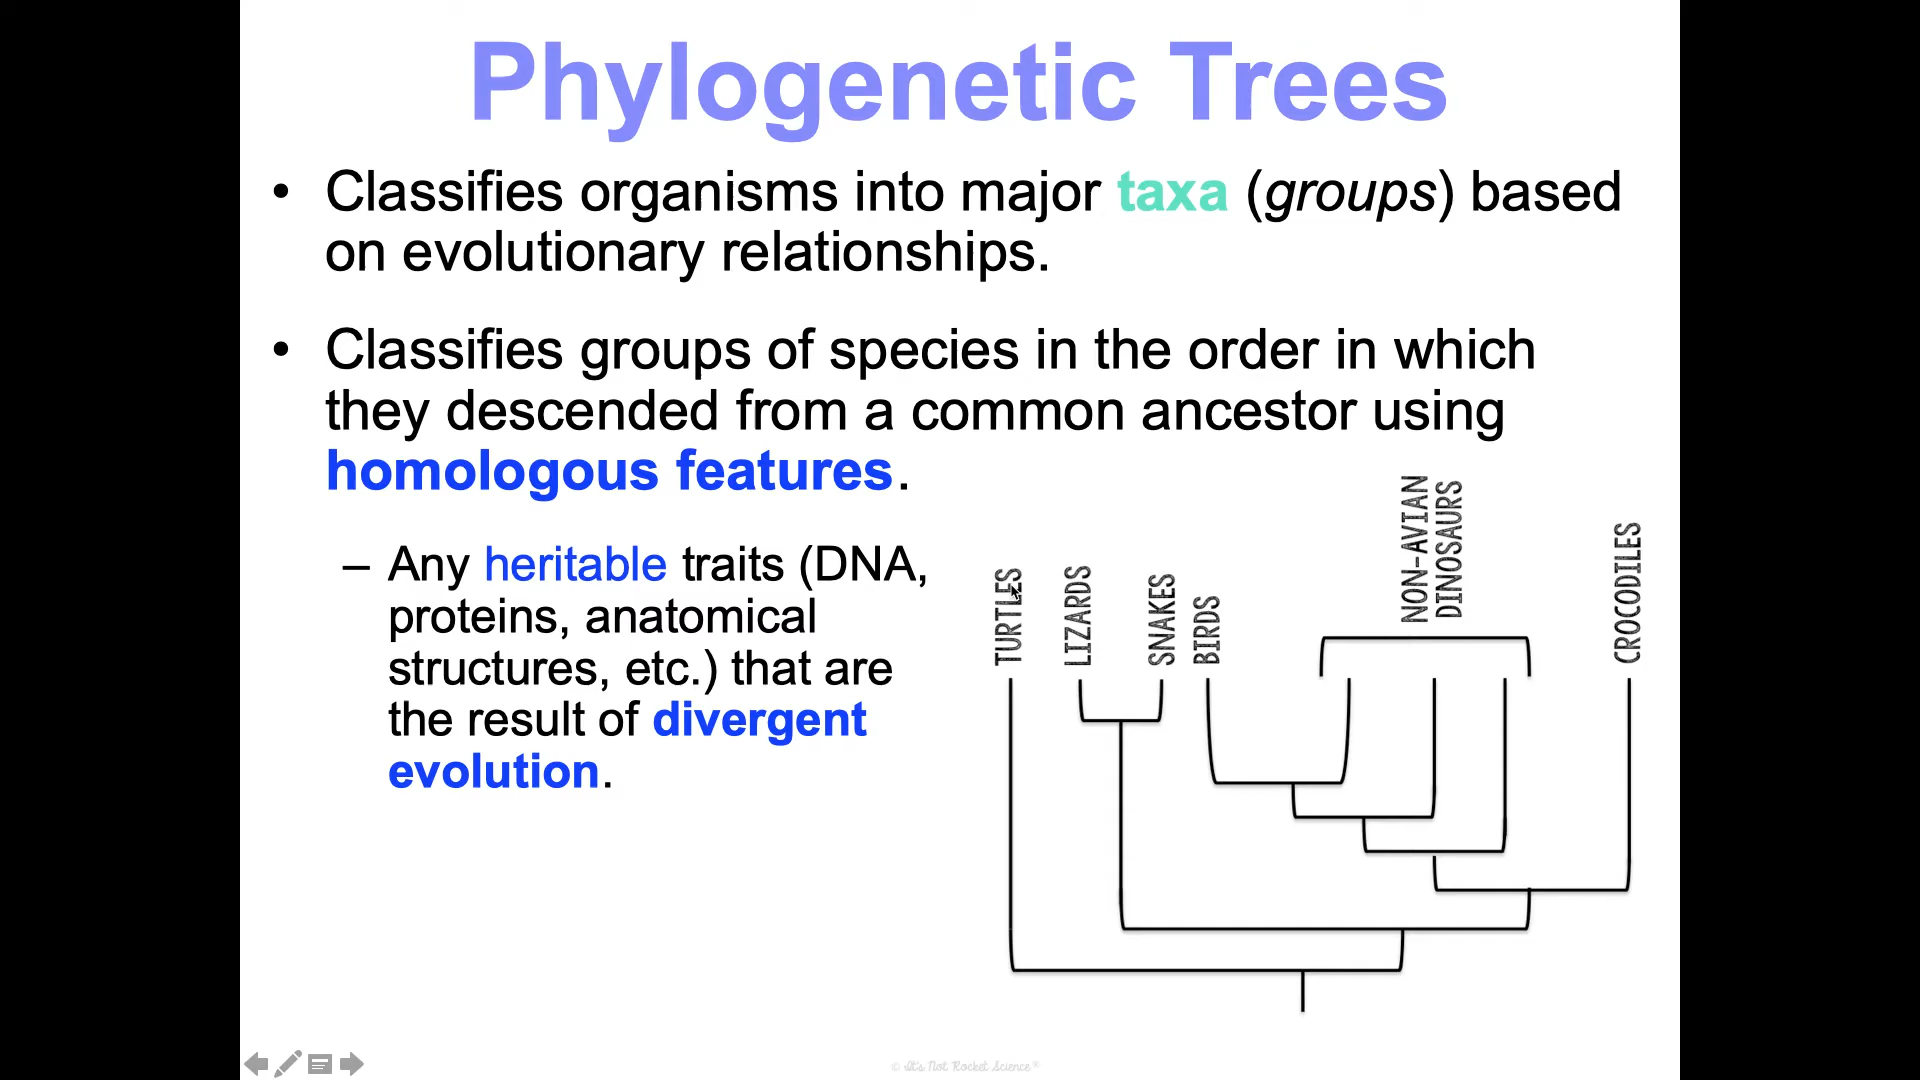 Phylogenetic Trees
• Classifies organisms into major taxa (groups) based
on evolutionary relationships.
• Classifies groups of species in the order in which
they descended from a common ancestor using
homologous features.
– Any heritable traits (DNA,
proteins, anatomical
structures, etc.) that are
the result of divergent
evolution.
TURTLES
LIZARDS
SNAKES
BIRDS
NON-AVIAN
DINOSAURS
CROCODILES
© It's Not Rocket Science®